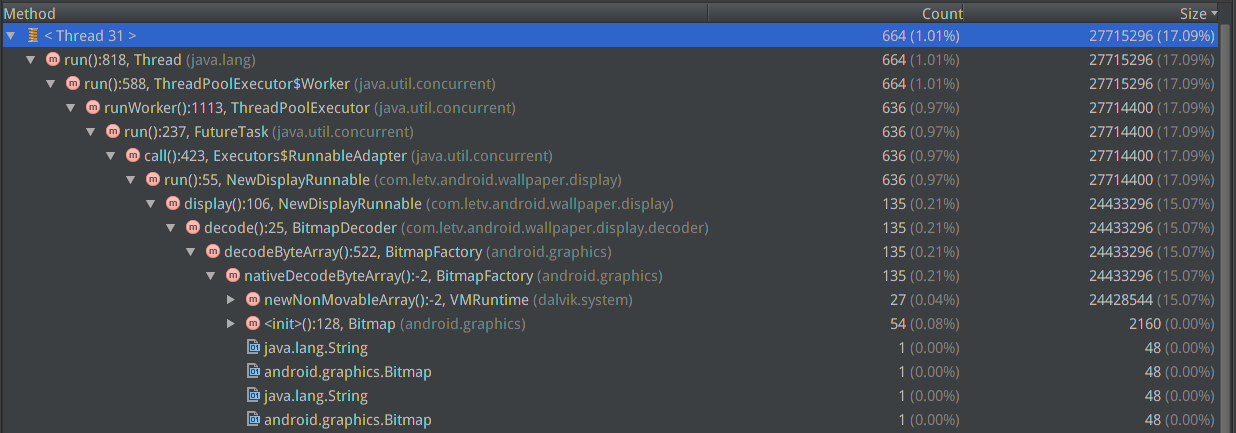 Method Count Size
< Thread 31 > 664 (1.01%) 27715296 (17.09%)
run():818, Thread (java.lang) 664 (1.01%) 27715296 (17.09%)
run():588, ThreadPoolExecutor$Worker (java.util.concurrent) 664 (1.01%) 27715296 (17.09%)
runWorker():1113, ThreadPoolExecutor (java.util.concurrent) 636 (0.97%) 27714400 (17.09%)
run():237, FutureTask (java.util.concurrent) 636 (0.97%) 27714400 (17.09%)
call():423, Executors$RunnableAdapter (java.util.concurrent) 636 (0.97%) 27714400 (17.09%)
run():55, NewDisplayRunnable (com.letv.android.wallpaper.display) 636 (0.97%) 27714400 (17.09%)
display():106, NewDisplayRunnable (com.letv.android.wallpaper.display) 135 (0.21%) 24433296 (15.07%)
decode():25, BitmapDecoder (com.letv.android.wallpaper.display.decoder) 135 (0.21%) 24433296 (15.07%)
decodeByteArray():522, BitmapFactory (android.graphics) 135 (0.21%) 24433296 (15.07%)
nativeDecodeByteArray():-2, BitmapFactory (android.graphics) 135 (0.21%) 24433296 (15.07%)
newNonMovableArray():-2, VMRuntime (dalvik.system) 27 (0.04%) 24428544 (15.07%)
<init>():128, Bitmap (android.graphics) 54 (0.08%) 2160 (0.00%)
java.lang.String 1 (0.00%) 48 (0.00%)
android.graphics.Bitmap 1 (0.00%) 48 (0.00%)
java.lang.String 1 (0.00%) 48 (0.00%)
android.graphics.Bitmap 1 (0.00%) 48 (0.00%)